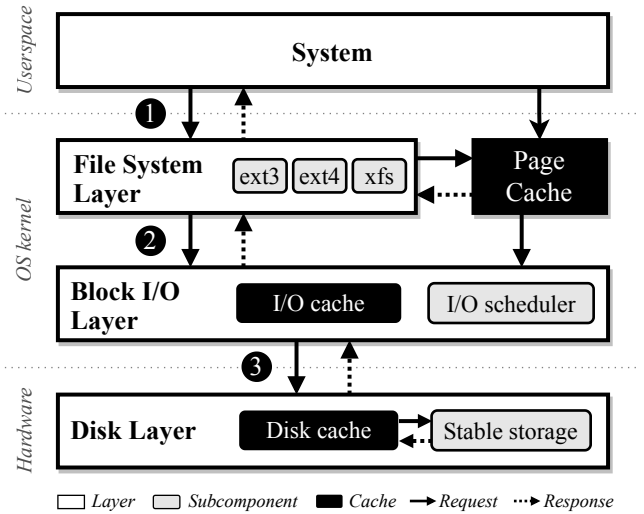 Userspace
System
1
OS kernel
File System
Layer
ext3 ext4 xfs
Page
Cache
2
Block I/O
Layer
I/O cache
I/O scheduler
3
Hardware
Disk Layer
Disk cache
Stable storage
Layer Subcomponent Cache Request Response